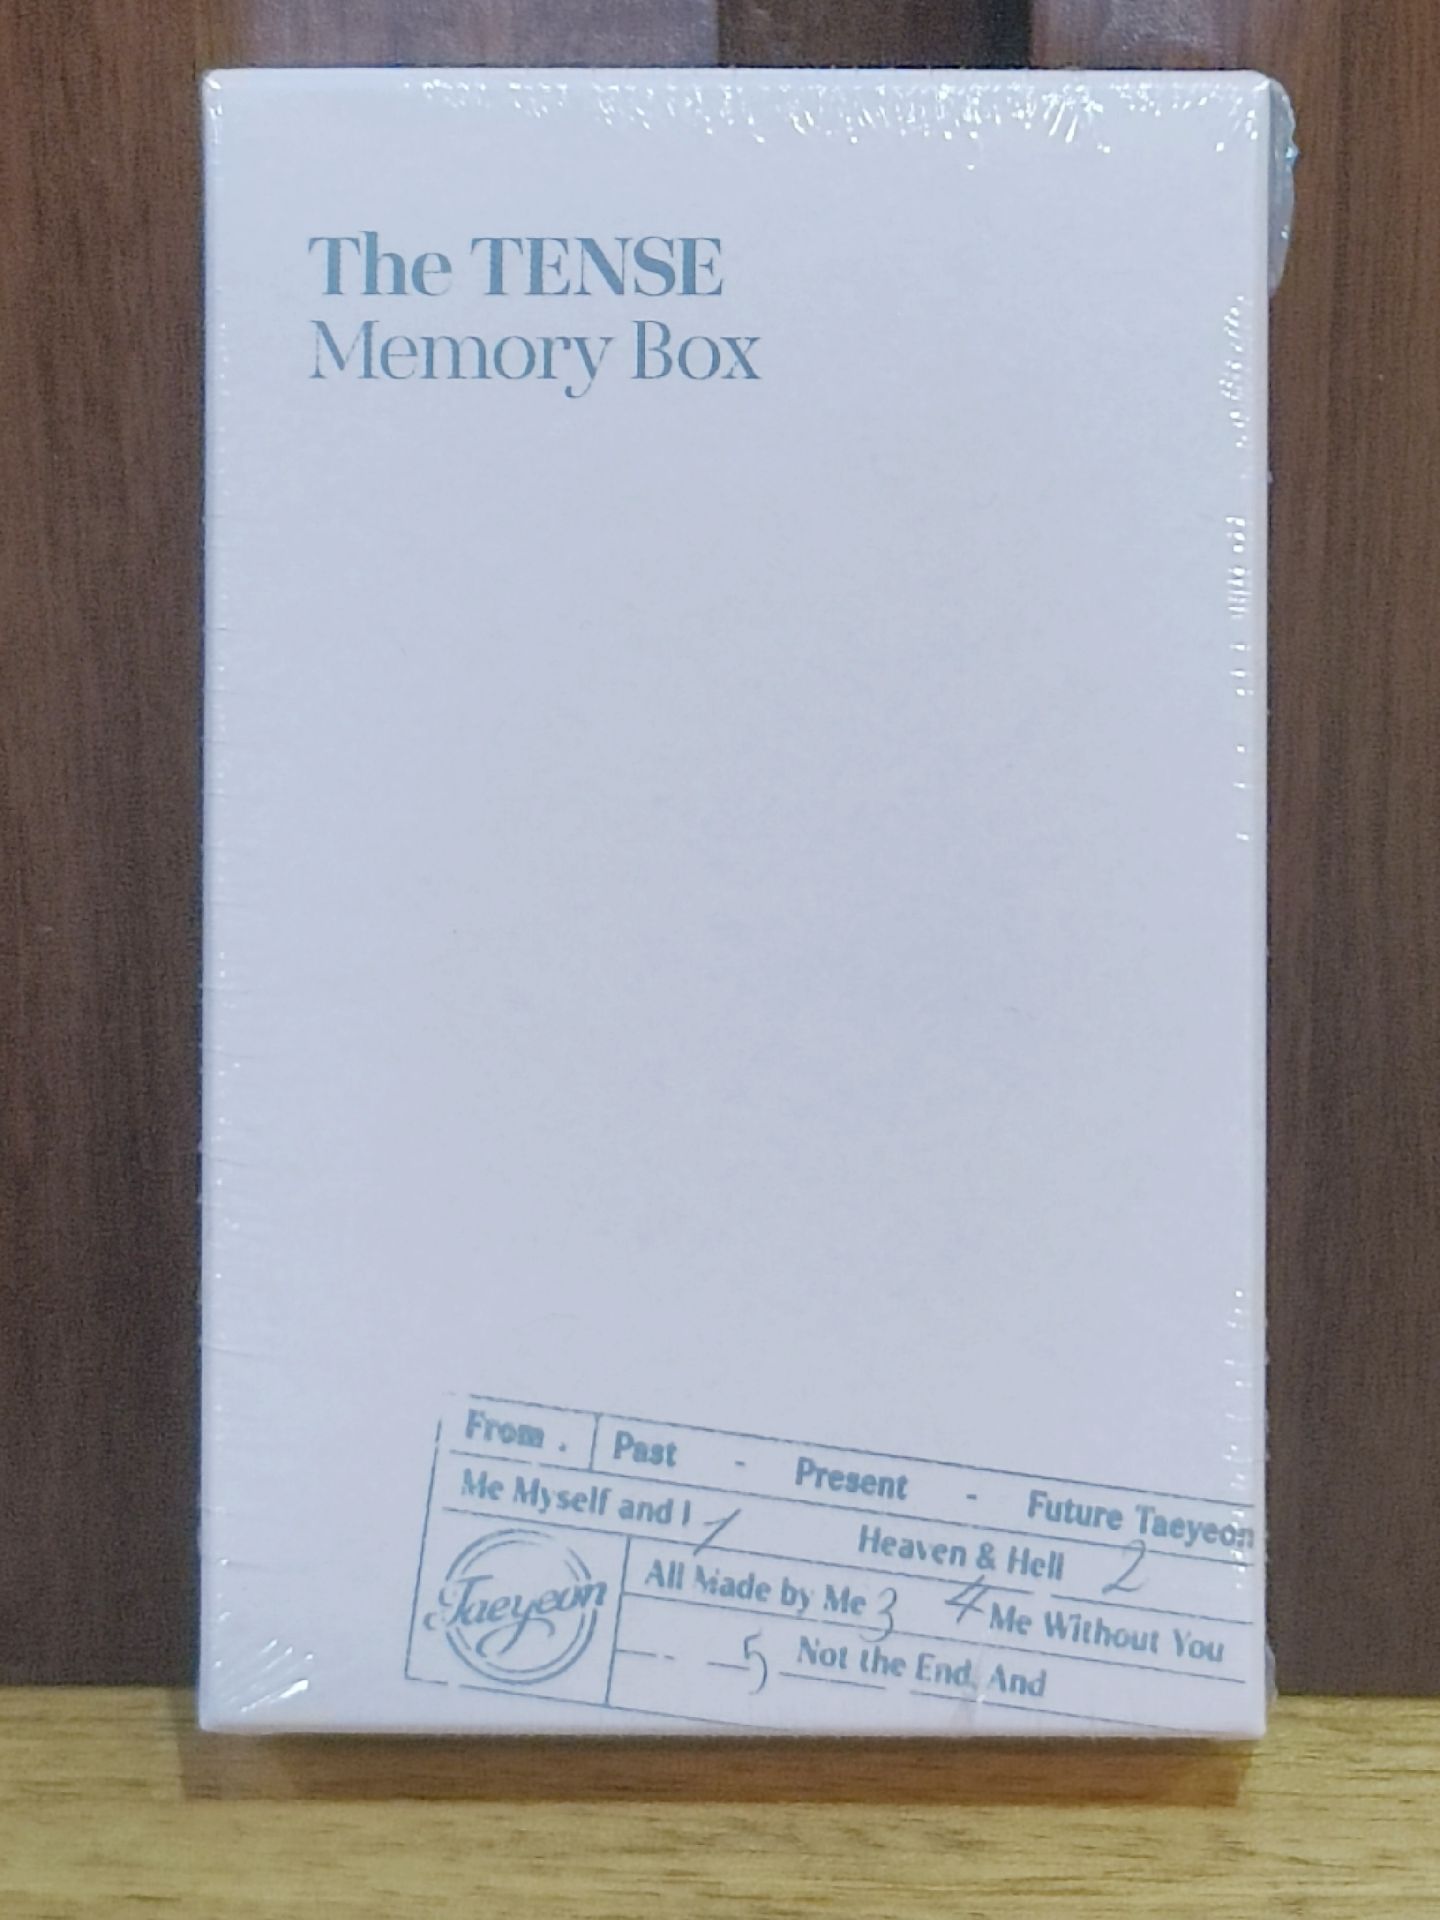 The TENSE
Memory Box
From . Past - Present - Future Taeyeon
Me Myself and I 1 Heaven & Hell 2
Taeyeon
All Made by Me 3 4 Me Without You
5 Not the End, And